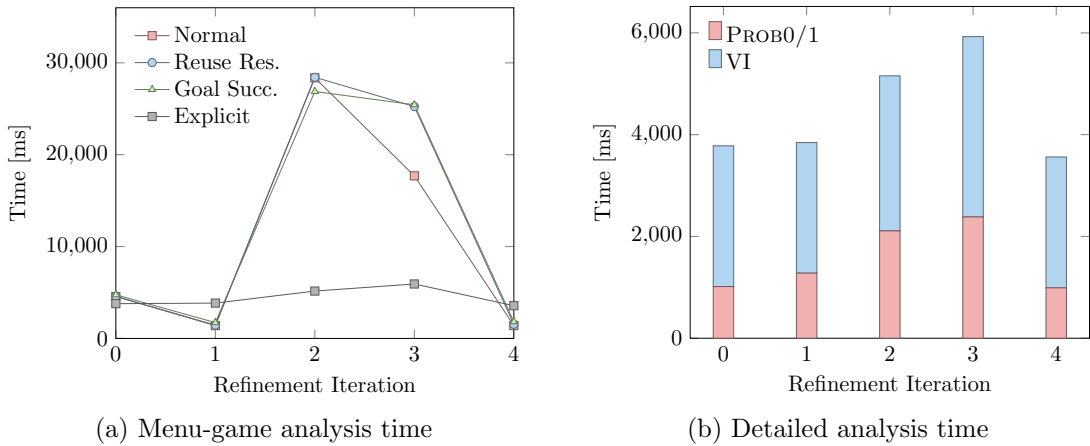 Time [ms]
30,000
20,000
10,000
0
Normal
Reuse Res.
Goal Succ.
Explicit
0 1 2 3 4
Refinement Iteration
(a) Menu-game analysis time
Time [ms]
6,000
4,000
2,000
0
PROB0/1
VI
0 1 2 3 4
Refinement Iteration
(b) Detailed analysis time